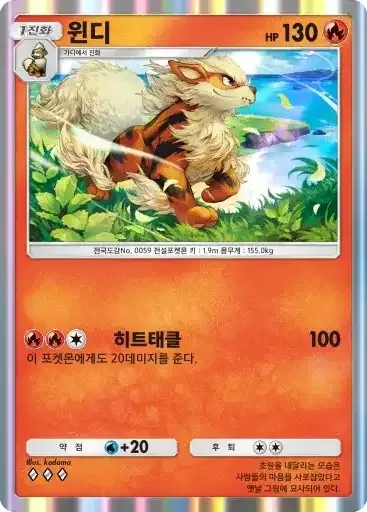 1진화
윈디
HP 130
가디에서 진화
전국도감No. 0059 전설포켓몬 키 : 1.9m 몸무게 : 155.0kg
히트태클 100
이 포켓몬에게도 20데미지를 준다.
약점 +20 후퇴
Illus. kodama
초원을 내달리는 모습은
사람들의 마음을 사로잡았다고
옛날 그림에 묘사되어 있다.